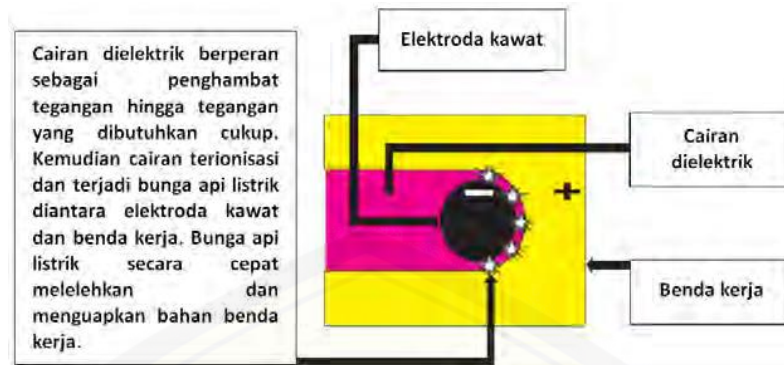 Cairan dielektrik berperan
sebagai penghambat
tegangan hingga tegangan
yang dibutuhkan cukup.
Kemudian cairan terionisasi
dan terjadi bunga api listrik
diantara elektroda kawat
dan benda kerja. Bunga api
listrik secara cepat
melelehkan dan
menguapkan bahan benda
kerja.
Elektroda kawat
Cairan
dielektrik
Benda kerja
−
+